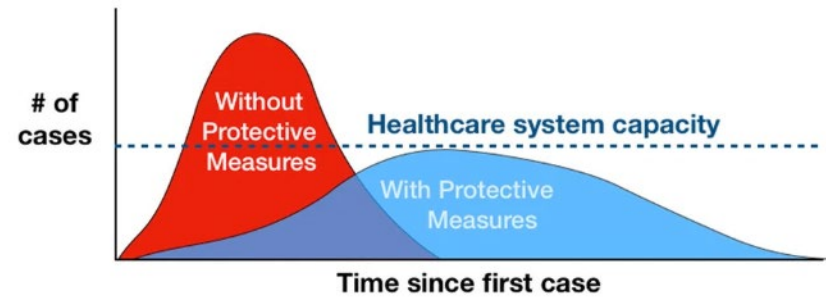 # of
cases
Without
Protective
Measures
Healthcare system capacity
With Protective
Measures
Time since first case